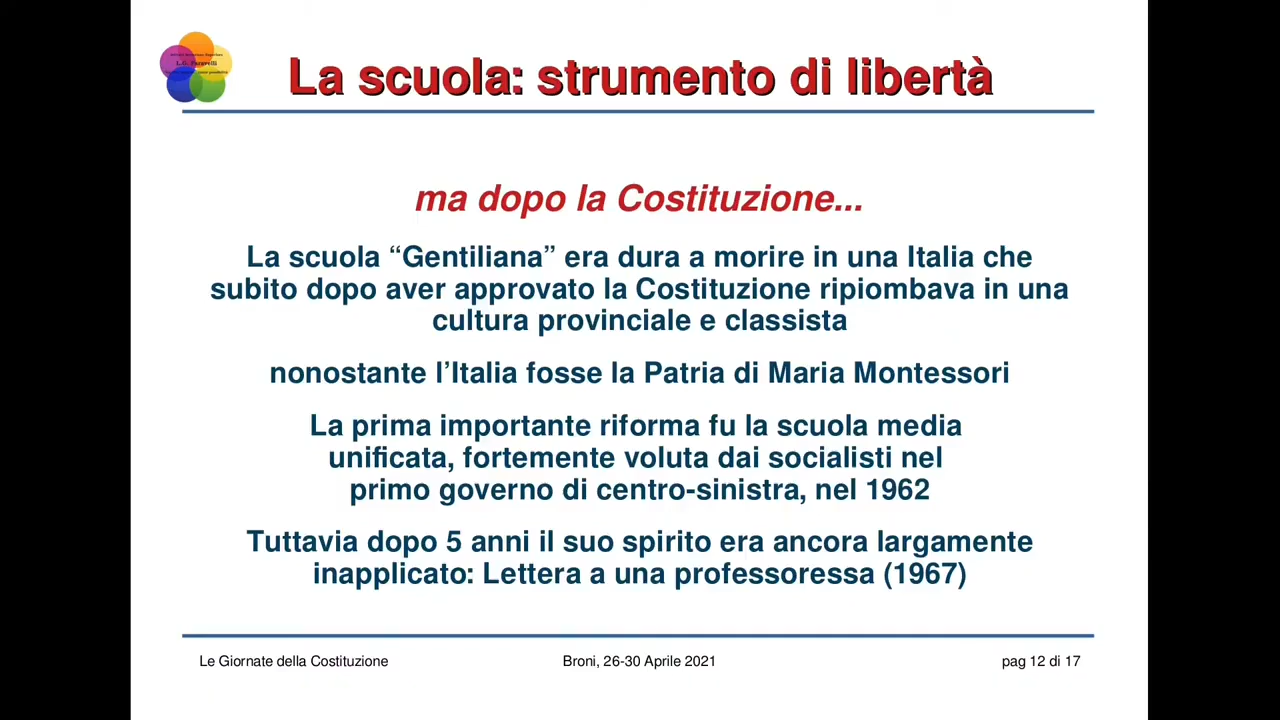 L.G. Faravelli
La scuola: strumento di libertà
ma dopo la Costituzione...
La scuola “Gentiliana” era dura a morire in una Italia che
subito dopo aver approvato la Costituzione ripiombava in una
cultura provinciale e classista
nonostante l’Italia fosse la Patria di Maria Montessori
La prima importante riforma fu la scuola media
unificata, fortemente voluta dai socialisti nel
primo governo di centro-sinistra, nel 1962
Tuttavia dopo 5 anni il suo spirito era ancora largamente
inapplicato: Lettera a una professoressa (1967)
Le Giornate della Costituzione
Broni, 26-30 Aprile 2021
pag 12 di 17